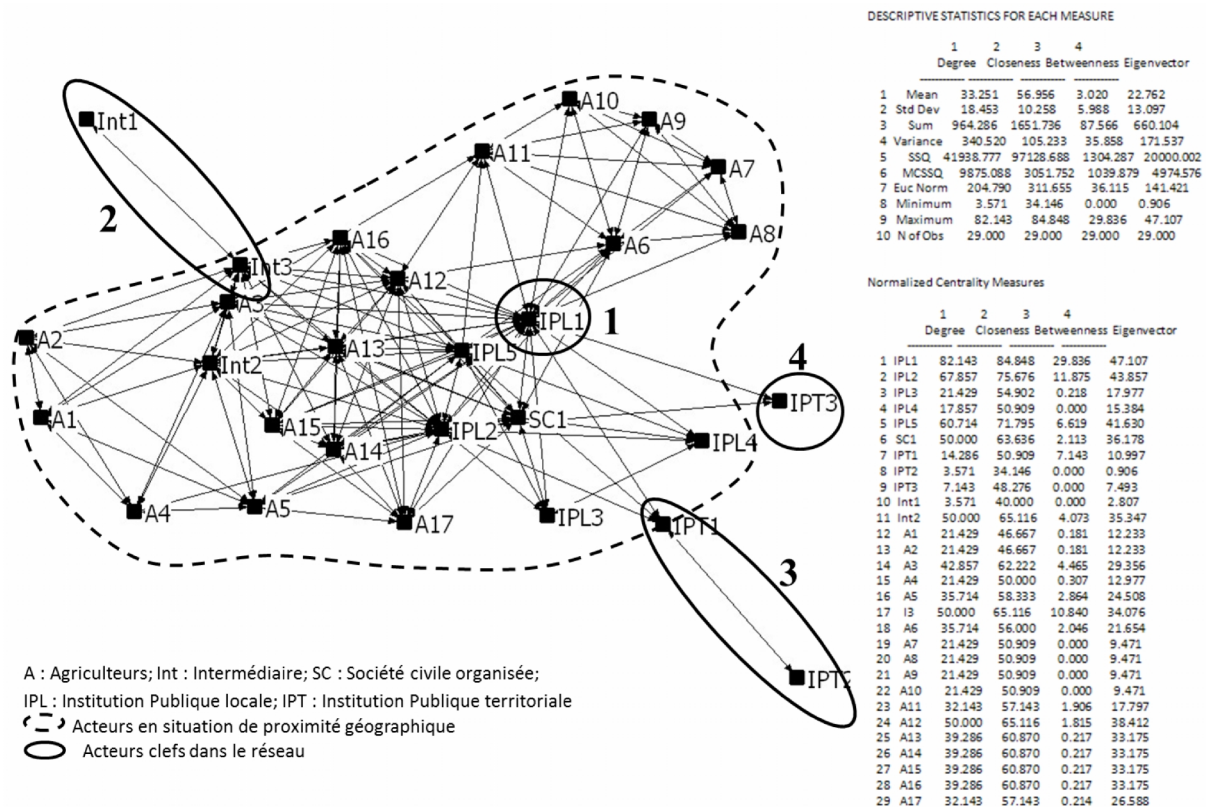 Int1
2
Int3
A3
A2
A1
Int2
A4
A5
A16
A12
A13
A15
A14
A17
IPL5
IPL2
SC1
IPL3
IPL1
1
A11
A10
A9
A7
A8
A6
4
IPT3
IPL4
IPT1
3
IPT2
A : Agriculteurs; Int : Intermédiaire; SC : Société civile organisée;
IPL : Institution Publique locale; IPT : Institution Publique territoriale
Acteurs en situation de proximité géographique
Acteurs clefs dans le réseau
DESCRIPTIVE STATISTICS FOR EACH MEASURE
1 2 3 4
Degree Closeness Betweenness Eigenvector
------------ ------------ ------------ ------------
1 Mean 33.251 56.956 3.020 22.762
2 Std Dev 18.453 10.258 5.988 13.097
3 Sum 964.286 1651.736 87.566 660.104
4 Variance 340.520 105.233 35.858 171.537
5 SSQ 41938.777 97128.688 1304.287 20000.002
6 MCSSQ 9875.088 3051.752 1039.879 4974.576
7 Euc Norm 204.790 311.655 36.115 141.421
8 Minimum 3.571 34.146 0.000 0.906
9 Maximum 82.143 84.848 29.836 47.107
10 N of Obs 29.000 29.000 29.000 29.000
Normalized Centrality Measures
1 2 3 4
Degree Closeness Betweenness Eigenvector
------------ ------------ ------------ ------------
1 IPL1 82.143 84.848 29.836 47.107
2 IPL2 67.857 75.676 11.875 43.857
3 IPL3 21.429 54.902 0.218 17.977
4 IPL4 17.857 50.909 0.000 15.384
5 IPL5 60.714 71.795 6.619 41.630
6 SC1 50.000 63.636 2.113 36.178
7 IPT1 14.286 50.909 7.143 10.997
8 IPT2 3.571 34.146 0.000 0.906
9 IPT3 7.143 48.276 0.000 7.493
10 Int1 3.571 40.000 0.000 2.807
11 Int2 50.000 65.116 4.073 35.347
12 A1 21.429 46.667 0.181 12.233
13 A2 21.429 46.667 0.181 12.233
14 A3 42.857 62.222 4.465 29.356
15 A4 21.429 50.000 0.307 12.977
16 A5 35.714 58.333 2.864 24.508
17 I3 50.000 65.116 10.840 34.076
18 A6 35.714 56.000 2.046 21.654
19 A7 21.429 50.909 0.000 9.471
20 A8 21.429 50.909 0.000 9.471
21 A9 21.429 50.909 0.000 9.471
22 A10 21.429 50.909 0.000 9.471
23 A11 32.143 57.143 1.906 17.797
24 A12 50.000 65.116 1.815 38.412
25 A13 39.286 60.870 0.217 33.175
26 A14 39.286 60.870 0.217 33.175
27 A15 39.286 60.870 0.217 33.175
28 A16 39.286 60.870 0.217 33.175
29 A17 32.143 57.143 0.214 26.588